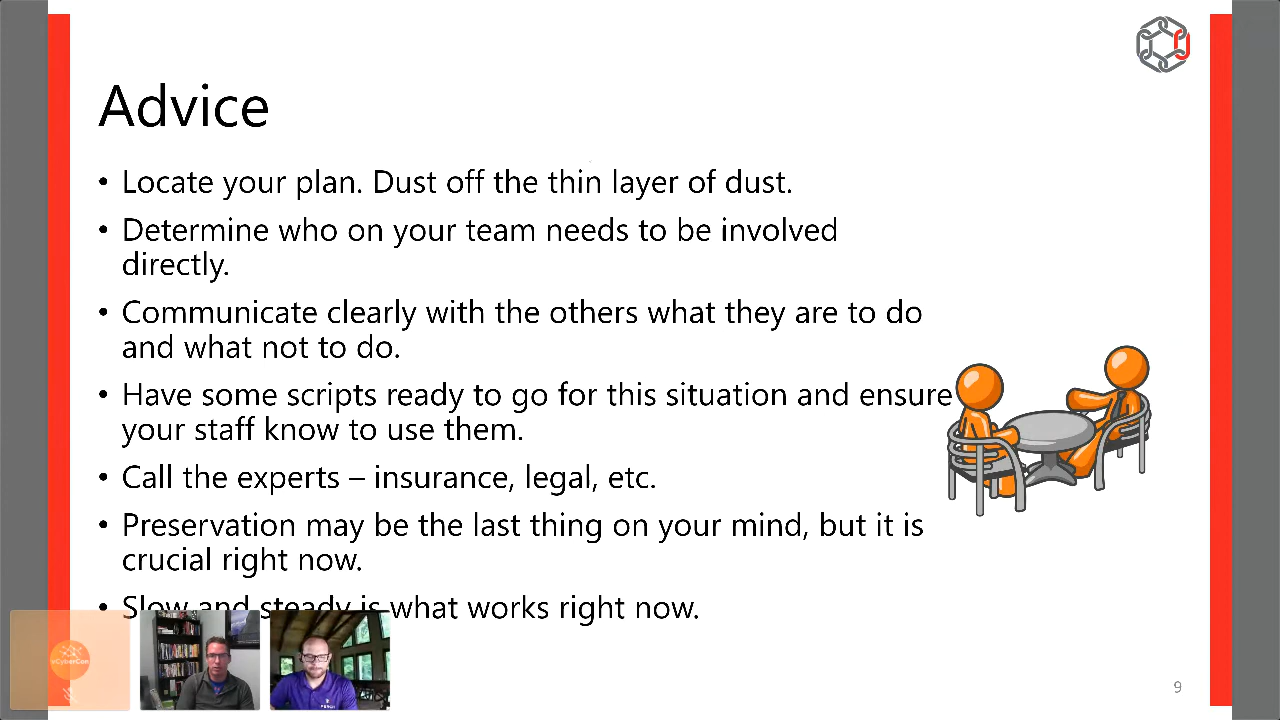 Advice
• Locate your plan. Dust off the thin layer of dust.
• Determine who on your team needs to be involved
directly.
• Communicate clearly with the others what they are to do
and what not to do.
• Have some scripts ready to go for this situation and ensure
your staff know to use them.
• Call the experts – insurance, legal, etc.
• Preservation may be the last thing on your mind, but it is
crucial right now.
• Slow and steady is what works right now.
eCyberCon
PERCH
9